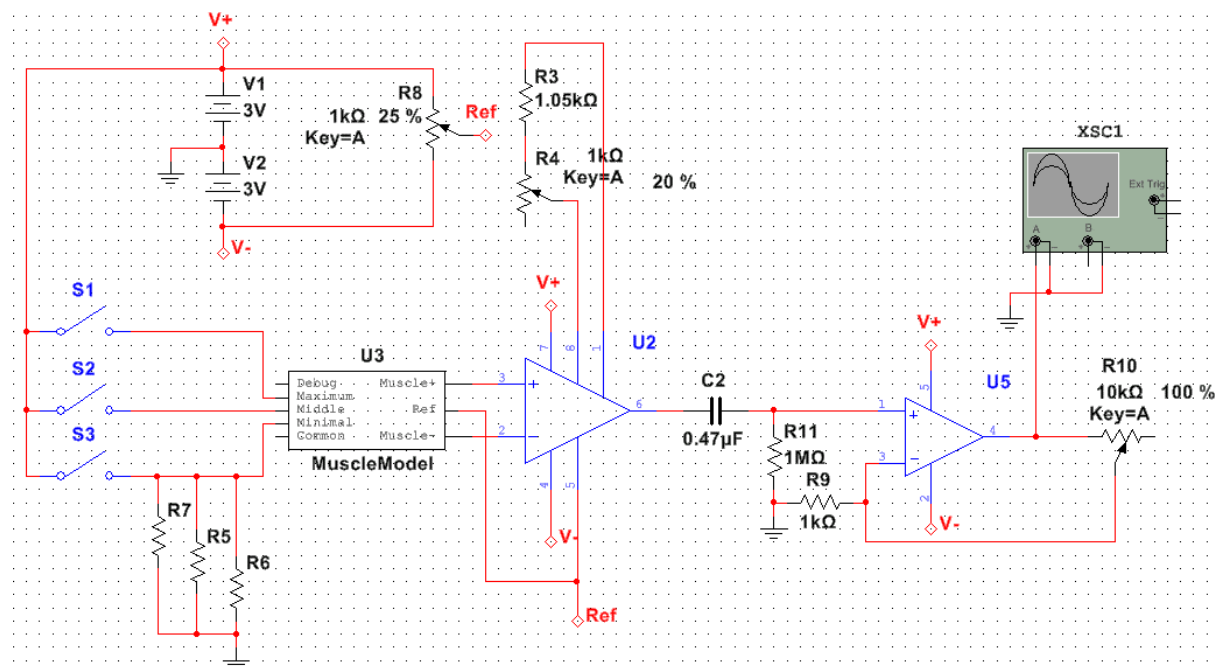 V+
V1
3V
V2
3V
V-
R8
1kΩ 25 %
Key=A
Ref
R3
1.05kΩ
R4
1kΩ
Key=A
20 %
XSC1
Ext Trig
+
-
A
B
+
-
+
-
S1
S2
S3
U3
Debug
Maximum
Middle
Minimal
Common
Muscle+
Ref
Muscle-
MuscleModel
R7
R5
R6
V+
7
8
1
U2
3
+
2
-
6
4
5
V-
Ref
C2
0.47µF
R11
1MΩ
R9
1kΩ
V+
5
U5
1
+
3
-
4
2
V-
R10
10kΩ 100 %
Key=A